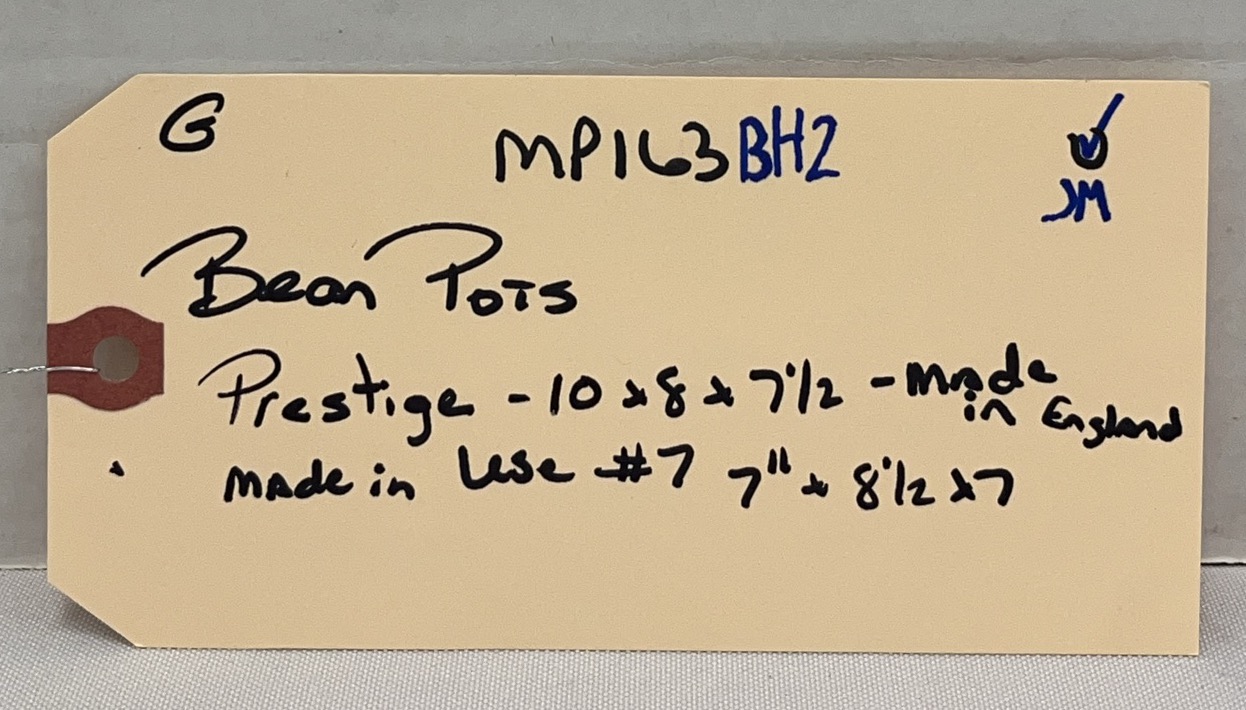 G MP163BH2
JM
Bean Pots
Prestige - 10 x 8 x 7 1/2 - made in England
made in Use #7 7" x 8 1/2 x 7